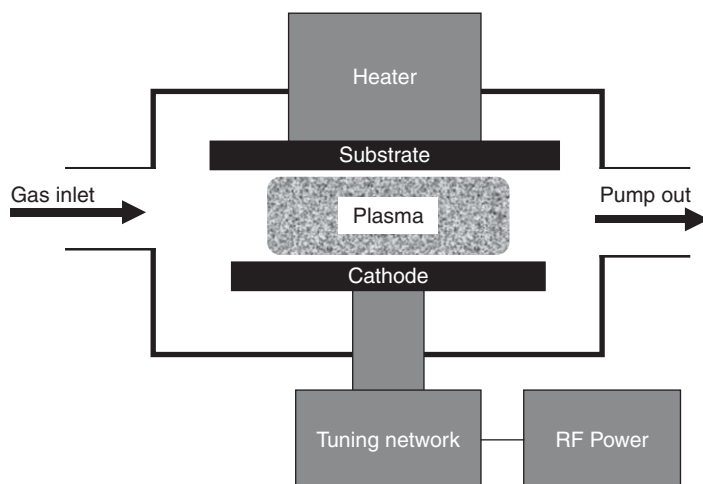 Heater
Substrate
Gas inlet
Plasma
Pump out
Cathode
Tuning network
RF Power